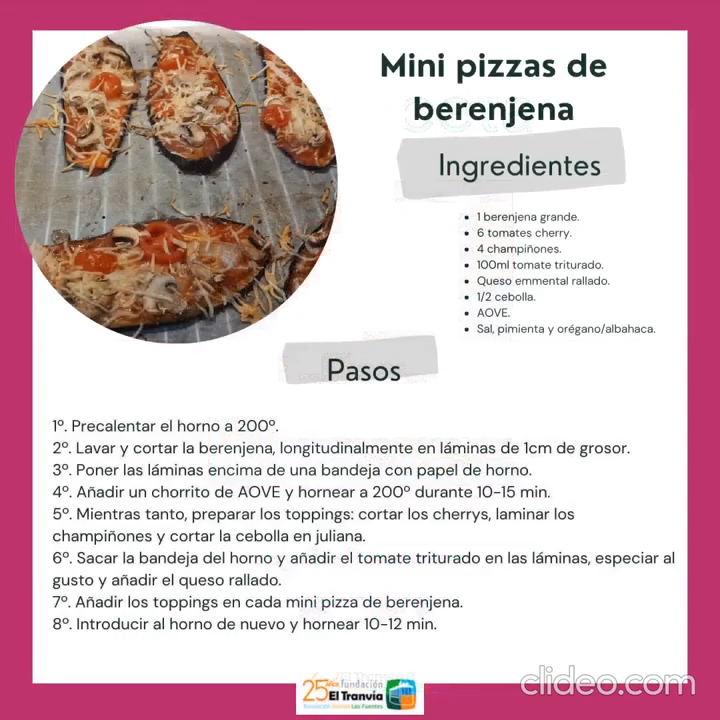 Mini pizzas de
berenjena
Ingredientes
1 berenjena grande.
6 tomates cherry.
4 champiñones.
100ml tomate triturado.
Queso emmental rallado.
1/2 cebolla.
AOVE.
Sal, pimienta y orégano/albahaca.
Pasos
1º. Precalentar el horno a 200º.
2º. Lavar y cortar la berenjena, longitudinalmente en láminas de 1cm de grosor.
3º. Poner las láminas encima de una bandeja con papel de horno.
4º. Añadir un chorrito de AOVE y hornear a 200º durante 10-15 min.
5º. Mientras tanto, preparar los toppings: cortar los cherrys, laminar los
champiñones y cortar la cebolla en juliana.
6º. Sacar la bandeja del horno y añadir el tomate triturado en las láminas, especiar al
gusto y añadir el queso rallado.
7º. Añadir los toppings en cada mini pizza de berenjena.
8º. Introducir al horno de nuevo y hornear 10-12 min.
25 Años fundación
El Tranvía
Las Fuentes
clideo.com